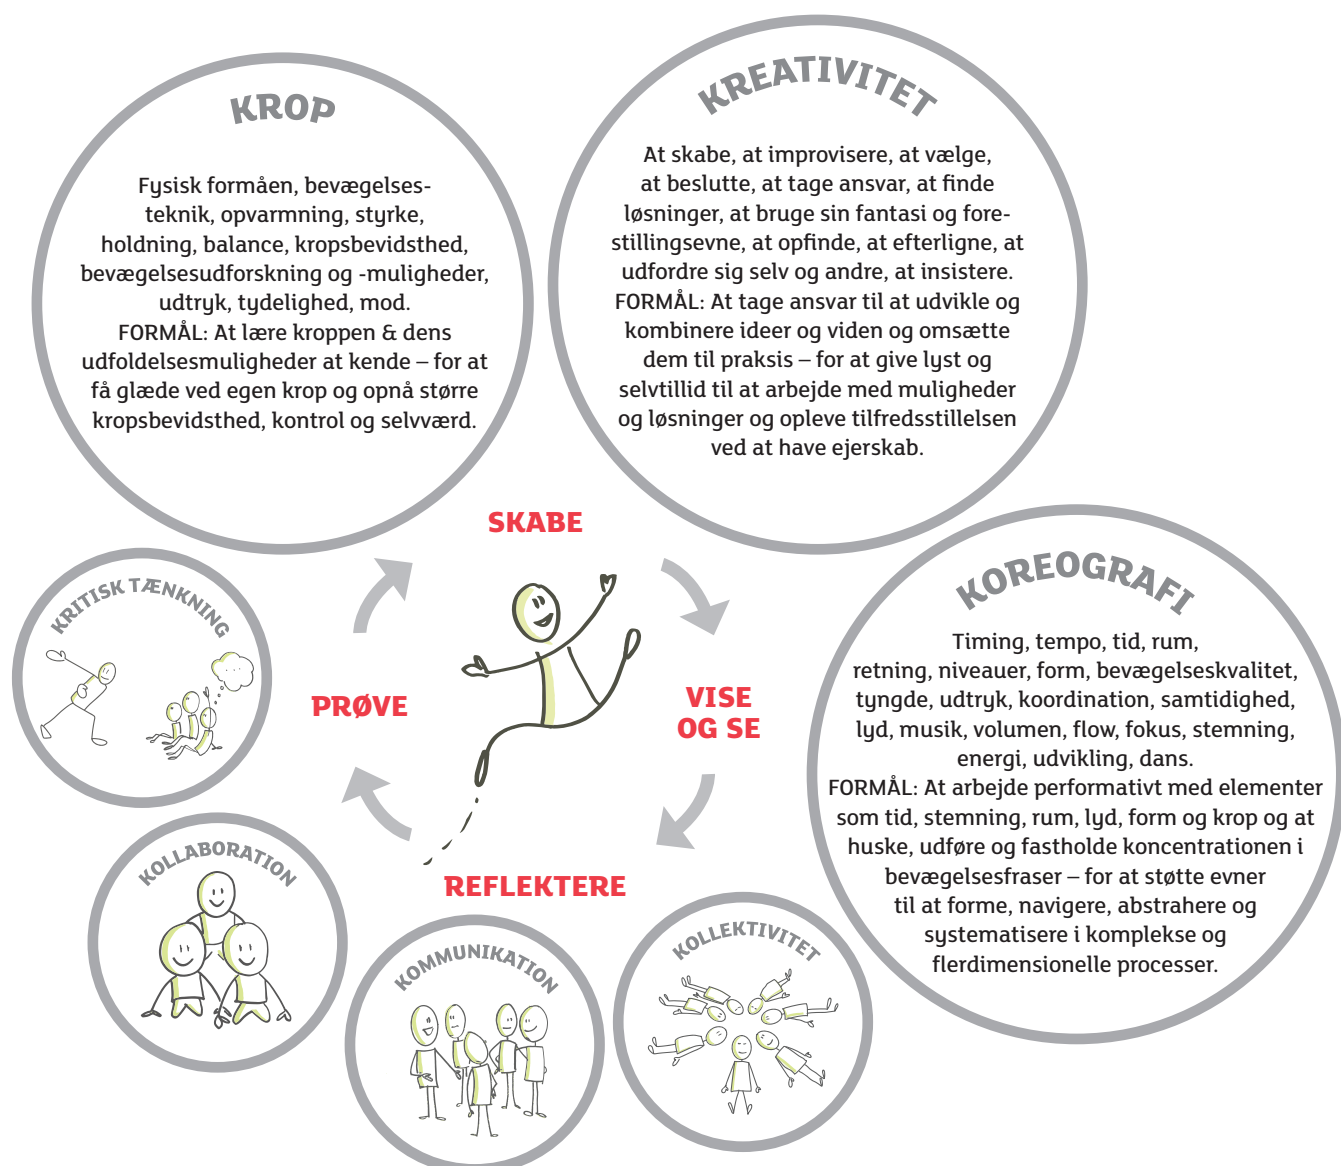 KROP
Fysisk formåen, bevægelses-
teknik, opvarmning, styrke,
holdning, balance, kropsbevidsthed,
bevægelsesudforskning og -muligheder,
udtryk, tydelighed, mod.
FORMÅL: At lære kroppen & dens
udfoldelsesmuligheder at kende – for at
få glæde ved egen krop og opnå større
kropsbevidsthed, kontrol og selvværd.
KREATIVITET
At skabe, at improvisere, at vælge,
at beslutte, at tage ansvar, at finde
løsninger, at bruge sin fantasi og fore-
stillingsevne, at opfinde, at efterligne, at
udfordre sig selv og andre, at insistere.
FORMÅL: At tage ansvar til at udvikle og
kombinere ideer og viden og omsætte
dem til praksis – for at give lyst og
selvtillid til at arbejde med muligheder
og løsninger og opleve tilfredsstillelsen
ved at have ejerskab.
KOREOGRAFI
Timing, tempo, tid, rum,
retning, niveauer, form, bevægelseskvalitet,
tyngde, udtryk, koordination, samtidighed,
lyd, musik, volumen, flow, fokus, stemning,
energi, udvikling, dans.
FORMÅL: At arbejde performativt med elementer
som tid, stemning, rum, lyd, form og krop og at
huske, udføre og fastholde koncentrationen i
bevægelsesfraser – for at støtte evner
til at forme, navigere, abstrahere og
systematisere i komplekse og
flerdimensionelle processer.
SKABE
VISE
OG SE
REFLEKTERE
PRØVE
KRITISK TÆNKNING
KOLLABORATION
KOMMUNIKATION
KOLLEKTIVITET